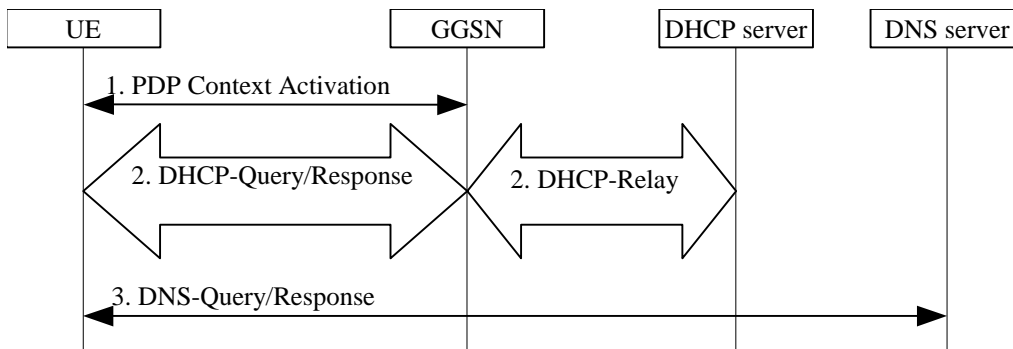 UE
GGSN
DHCP server
DNS server
1. PDP Context Activation
2. DHCP-Query/Response
2. DHCP-Relay
3. DNS-Query/Response